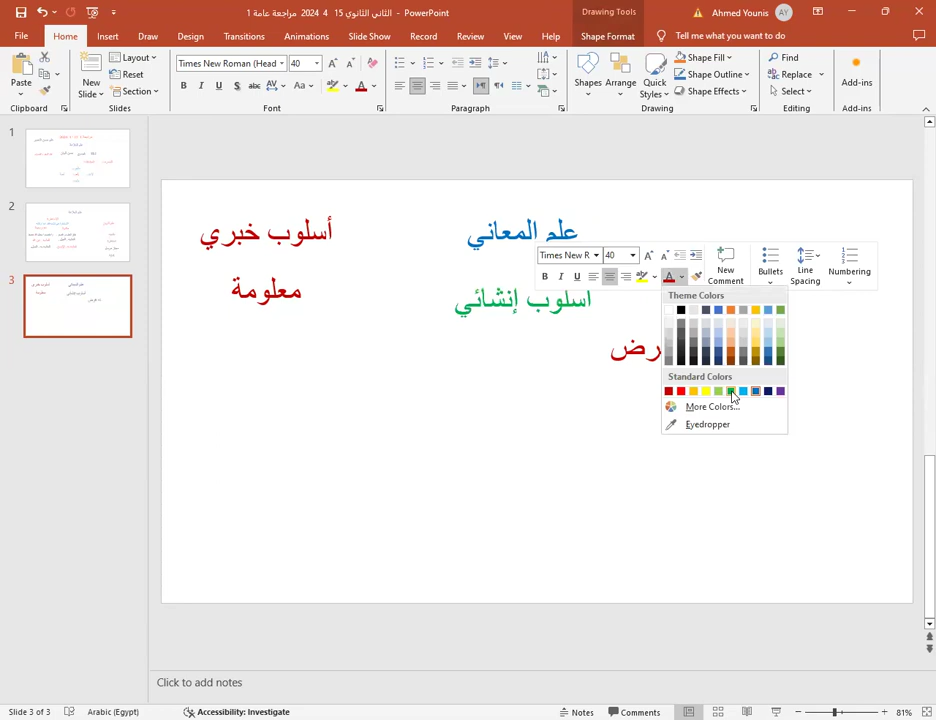 الثاني الثانوي 15 4 2024 مراجعة عامة 1 - PowerPoint
Drawing Tools
Ahmed Younis AY
File Home Insert Draw Design Transitions Animations Slide Show Record Review View Help Shape Format Tell me what you want to do
Paste
Clipboard
New Slide
Layout
Reset
Section
Slides
Times New Roman (Head 40
Font
Paragraph
Shapes Arrange Quick Styles
Shape Fill
Shape Outline
Shape Effects
Drawing
Find
Replace
Select
Editing
Add-ins
Add-ins
1
2
3
علم المعاني
أسلوب خبري
معلومة
اسلوب إنشائي
Times New R 40
New Comment
Bullets
Line Spacing
Numbering
Theme Colors
Standard Colors
More Colors...
Eyedropper
Click to add notes
Slide 3 of 3 Arabic (Egypt) Accessibility: Investigate Notes Comments 81%